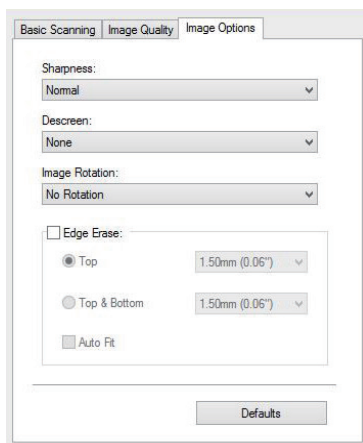 Basic Scanning Image Quality Image Options
Sharpness:
Normal
Descreen:
None
Image Rotation:
No Rotation
Edge Erase:
Top 1.50mm (0.06")
Top & Bottom 1.50mm (0.06")
Auto Fit
Defaults